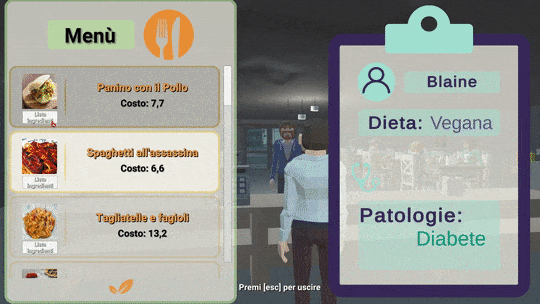 Menù
Panino con il Pollo
Costo: 7,7
Lista
Ingredienti
Spaghetti all'assassina
Costo: 6,6
Lista
Ingredienti
Tagliatelle e fagioli
Costo: 13,2
Lista
Ingredienti
Premi [esc] per uscire
Blaine
Dieta: Vegana
Patologie:
Diabete